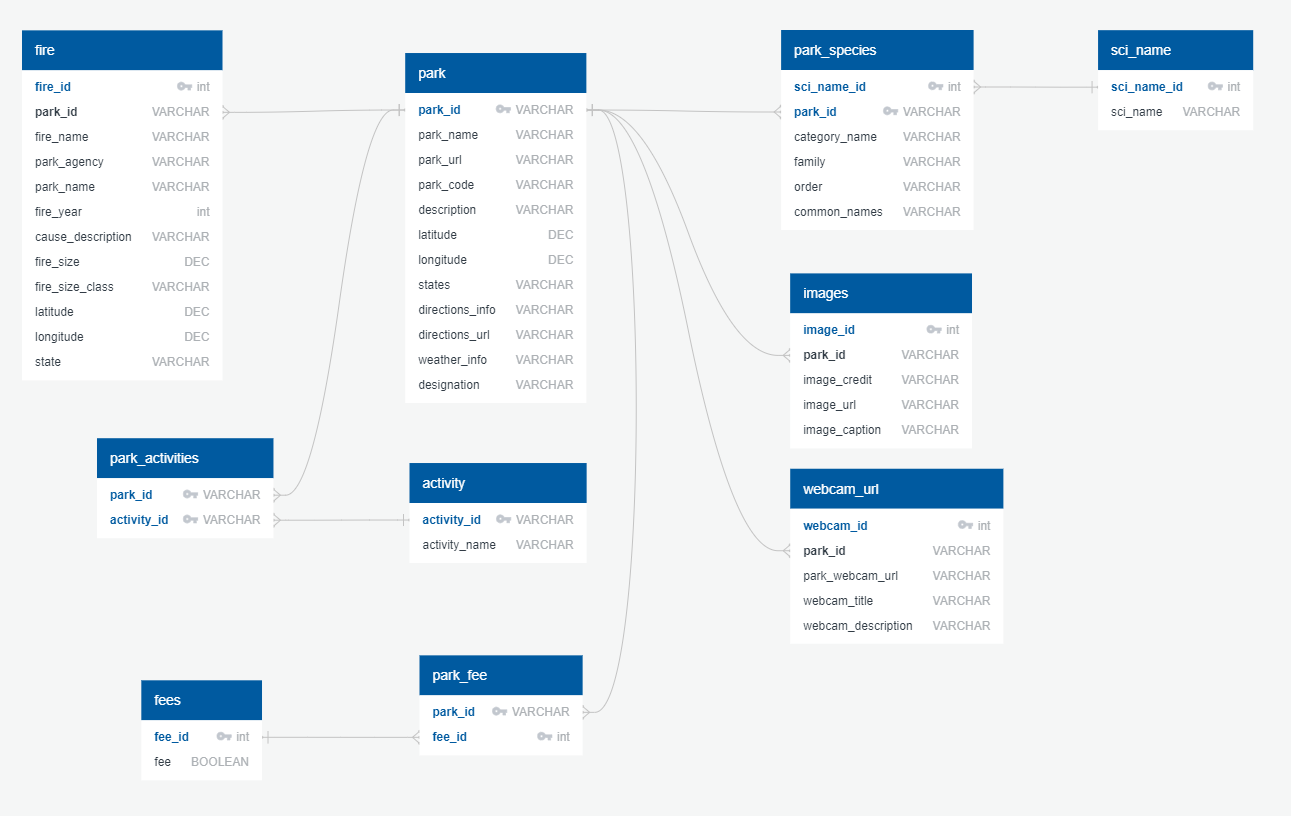 fire
fire_id int
park_id VARCHAR
fire_name VARCHAR
park_agency VARCHAR
park_name VARCHAR
fire_year int
cause_description VARCHAR
fire_size DEC
fire_size_class VARCHAR
latitude DEC
longitude DEC
state VARCHAR
park
park_id VARCHAR
park_name VARCHAR
park_url VARCHAR
park_code VARCHAR
description VARCHAR
latitude DEC
longitude DEC
states VARCHAR
directions_info VARCHAR
directions_url VARCHAR
weather_info VARCHAR
designation VARCHAR
park_species
sci_name_id int
park_id VARCHAR
category_name VARCHAR
family VARCHAR
order VARCHAR
common_names VARCHAR
sci_name
sci_name_id int
sci_name VARCHAR
images
image_id int
park_id VARCHAR
image_credit VARCHAR
image_url VARCHAR
image_caption VARCHAR
park_activities
park_id VARCHAR
activity_id VARCHAR
activity
activity_id VARCHAR
activity_name VARCHAR
webcam_url
webcam_id int
park_id VARCHAR
park_webcam_url VARCHAR
webcam_title VARCHAR
webcam_description VARCHAR
fees
fee_id int
fee BOOLEAN
park_fee
park_id VARCHAR
fee_id int